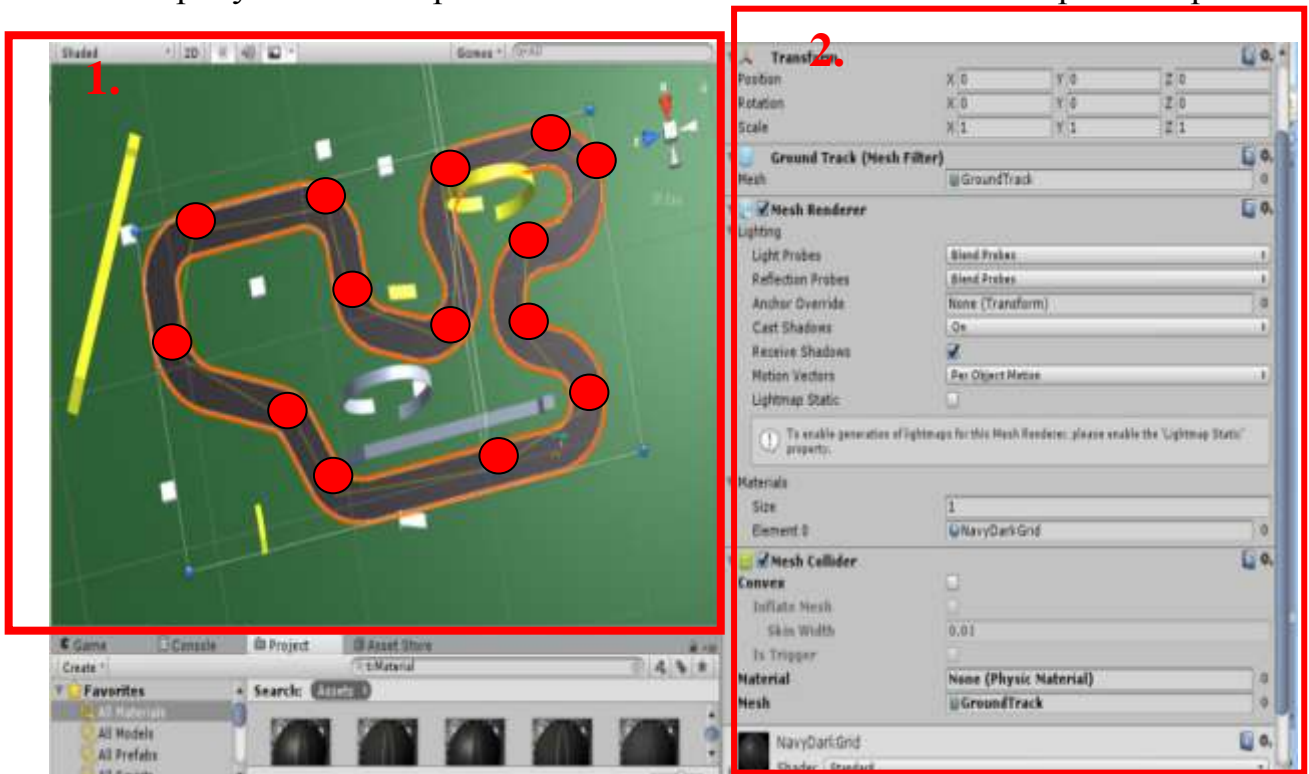 1.
2.
Shaded 2D Gizmos
Transform
Position X 0 Y 0 Z 0
Rotation X 0 Y 0 Z 0
Scale X 1 Y 1 Z 1
Ground Track (Mesh Filter)
Mesh GroundTrack
Mesh Renderer
Lighting
Light Probes Blend Probes
Reflection Probes Blend Probes
Anchor Override None (Transform)
Cast Shadows On
Receive Shadows
Motion Vectors Per Object Motion
Lightmap Static
To enable generation of lightmaps for this Mesh Renderer, please enable the 'Lightmap Static'
property.
Materials
Size 1
Element 0 NavyDarkGrid
Mesh Collider
Convex
Inflate Mesh
Skin Width 0.01
Is Trigger
Material None (Physic Material)
Mesh GroundTrack
NavyDarkGrid
Shader Standard
Game Console Project Asset Store
Create t:Material
Favorites Search: Assets
All Materials
All Models
All Prefabs